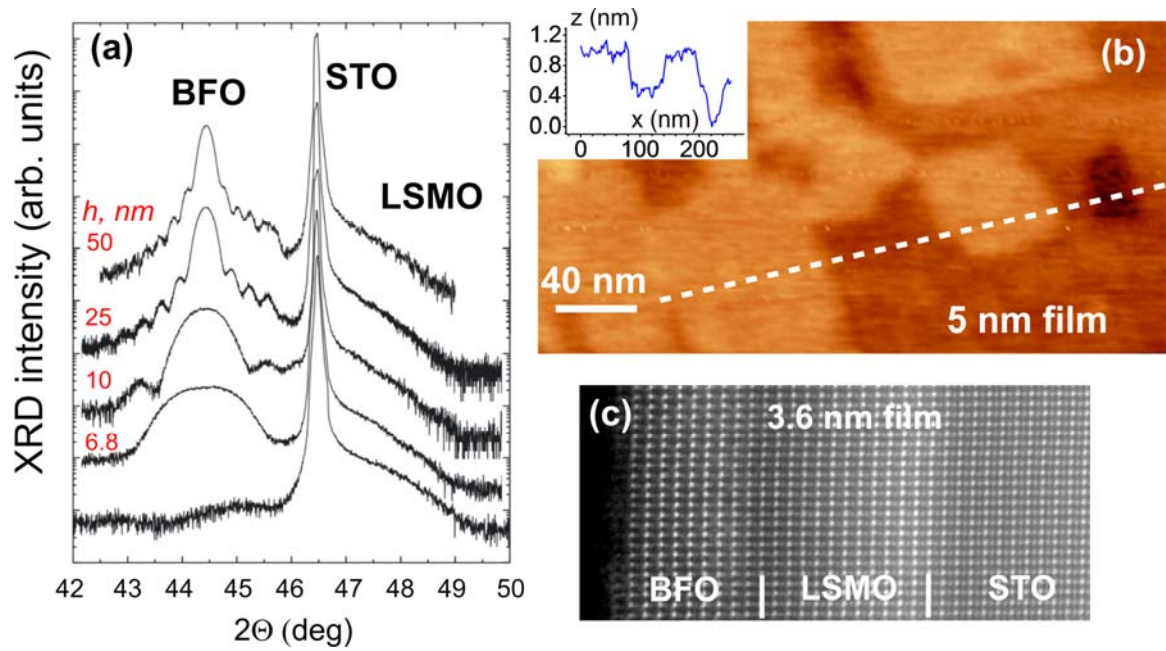 (a)
BFO
STO
LSMO
h, nm
50
25
10
6.8
XRD intensity (arb. units)
42 43 44 45 46 47 48 49 50
2Θ (deg)
z (nm)
1.2
0.8
0.4
0.0
x (nm)
0 100 200
(b)
40 nm
5 nm film
(c)
3.6 nm film
BFO LSMO STO